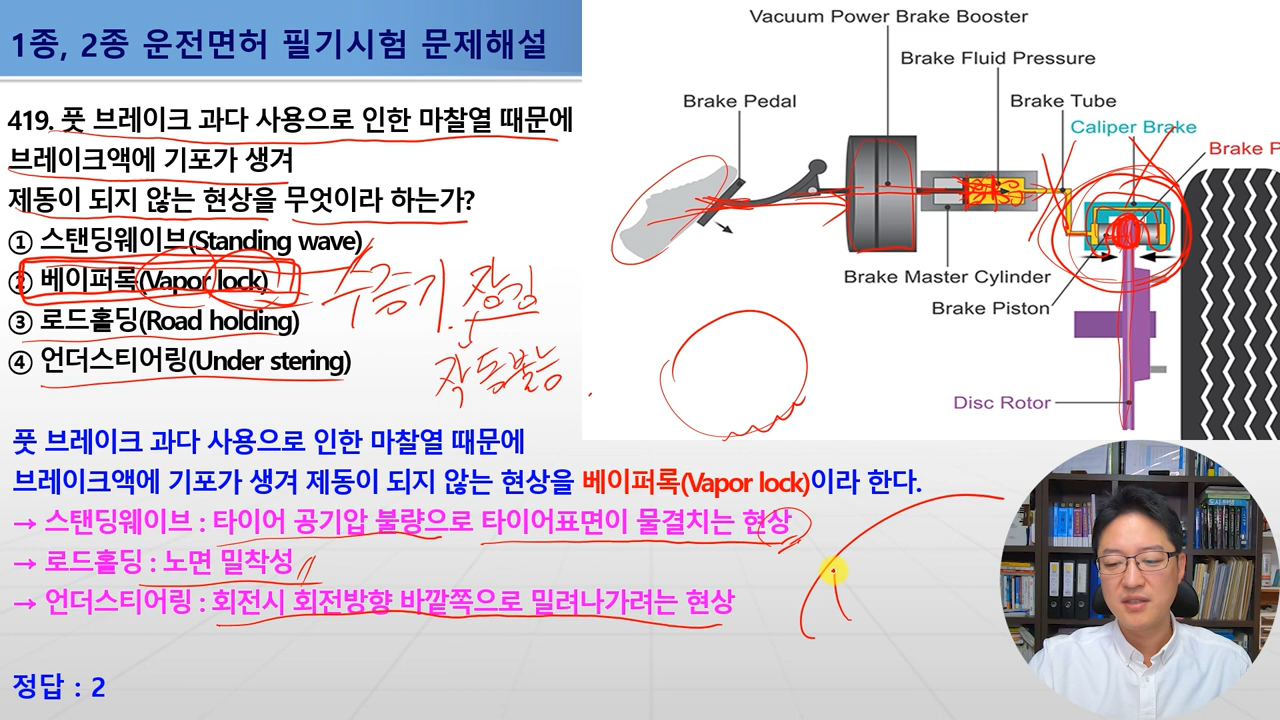 1종, 2종 운전면허 필기시험 문제해설
419. 풋 브레이크 과다 사용으로 인한 마찰열 때문에
브레이크액에 기포가 생겨
제동이 되지 않는 현상을 무엇이라 하는가?
① 스탠딩웨이브(Standing wave)
② 베이퍼록(Vapor lock)
③ 로드홀딩(Road holding)
④ 언더스티어링(Under stering)
수증기. 잠김
작동불능
Vacuum Power Brake Booster
Brake Fluid Pressure
Brake Pedal
Brake Tube
Caliper Brake
Brake P
Brake Master Cylinder
Brake Piston
Disc Rotor
풋 브레이크 과다 사용으로 인한 마찰열 때문에
브레이크액에 기포가 생겨 제동이 되지 않는 현상을 베이퍼록(Vapor lock)이라 한다.
→ 스탠딩웨이브 : 타이어 공기압 불량으로 타이어표면이 물결치는 현상
→ 로드홀딩 : 노면 밀착성
→ 언더스티어링 : 회전시 회전방향 바깥쪽으로 밀려나가려는 현상
정답 : 2